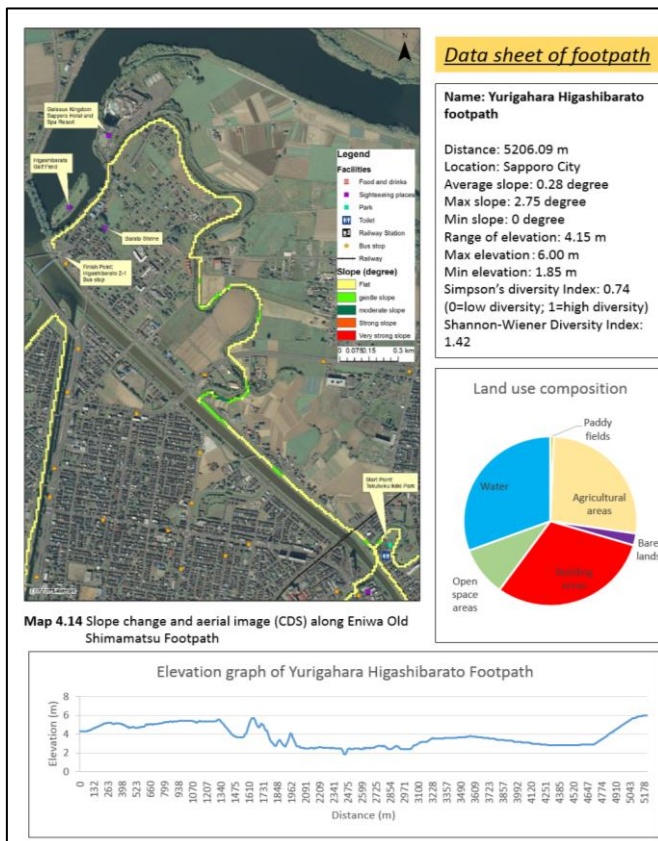 Data sheet of footpath
Name: Yurigahara Higashibarato
footpath
Distance: 5206.09 m
Location: Sapporo City
Average slope: 0.28 degree
Max slope: 2.75 degree
Min slope: 0 degree
Range of elevation: 4.15 m
Max elevation: 6.00 m
Min elevation: 1.85 m
Simpson's diversity Index: 0.74
(0=low diversity; 1=high diversity)
Shannon-Wiener Diversity Index:
1.42
N
Sapporo Hotel and
Spa Resort
Higashibarato
Golf Field
Finish Point:
Higashibarato 2-1
Bus stop
Start Point:
Legend
Facilities
Food and drinks
Sightseeing places
Park
Toilet
Railway Station
Bus stop
Railway
Slope (degree)
Flat
gentle slope
moderate slope
Strong slope
Very strong slope
0 0.075 0.15 0.3 km
Map 4.14 Slope change and aerial image (CDS) along Eniwa Old
Shimamatsu Footpath
Land use composition
Paddy
fields
Agricultural
areas
Bare
lands
Building
areas
Open
space
areas
Water
Elevation graph of Yurigahara Higashibarato Footpath
Elevation (m)
8
6
4
2
0
0 132 263 398 523 660 799 938 1070 1207 1340 1475 1610 1731 1848 1962 2091 2209 2341 2475 2599 2725 2854 2971 3100 3228 3357 3490 3609 3723 3857 3992 4120 4251 4385 4520 4647 4774 4910 5043 5178
Distance (m)